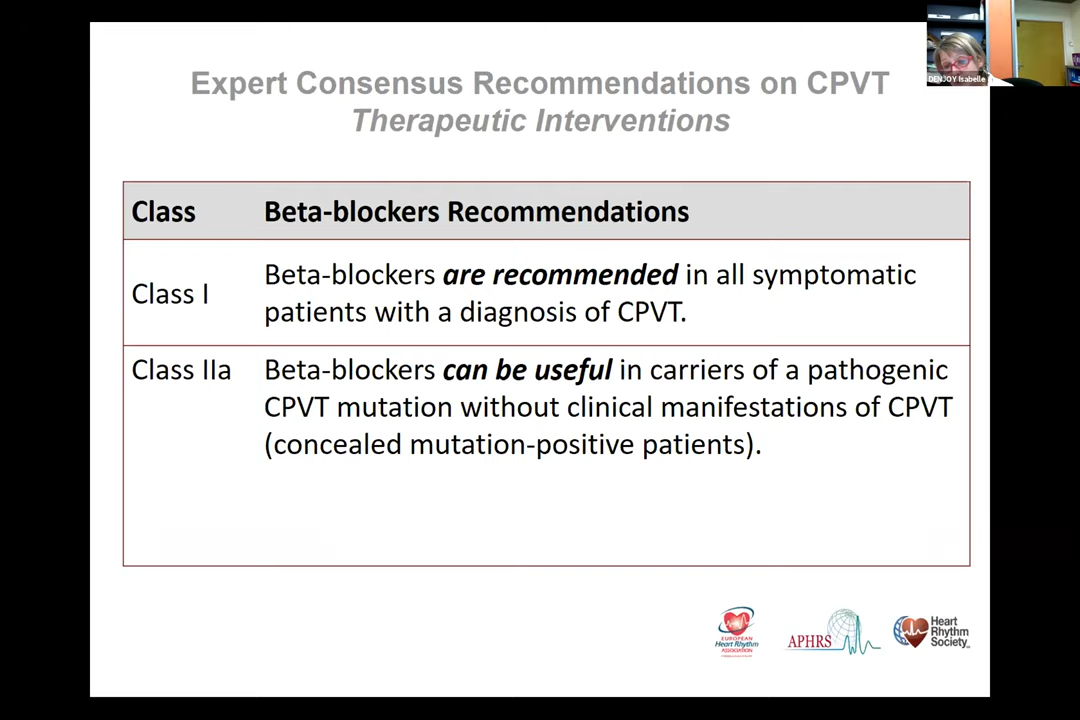 Expert Consensus Recommendations on CPVT
Therapeutic Interventions
DENJOY Isabelle
Class Beta-blockers Recommendations
Class I
Beta-blockers are recommended in all symptomatic
patients with a diagnosis of CPVT.
Class IIa Beta-blockers can be useful in carriers of a pathogenic
CPVT mutation without clinical manifestations of CPVT
(concealed mutation-positive patients).
EUROPEAN
Heart Rhythm
ASSOCIATION
APHRS
Heart
Rhythm
Society